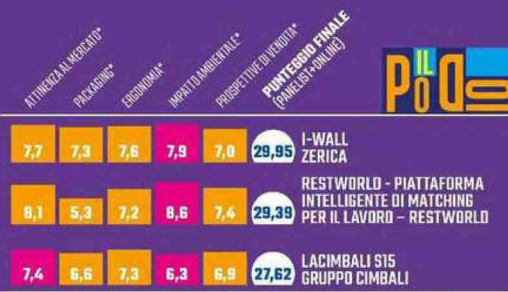 ATTINENZA AL MERCATO*
PACKAGING*
ERGONOMIA*
IMPATTO AMBIENTALE*
PROSPETTIVE DI VENDITA*
PUNTEGGIO FINALE
(PANELIST+ONLINE)
IL
PODO
7,7 7,3 7,6 7,9 7,0 29,95
I-WALL
ZERICA
6,1 5,3 7,2 8,6 7,4 29,39
RESTWORLD - PIATTAFORMA
INTELLIGENTE DI MATCHING
PER IL LAVORO – RESTWORLD
7,4 6,6 7,3 6,3 6,9 27,62
LACIMBALI S15
GRUPPO CIMBALI